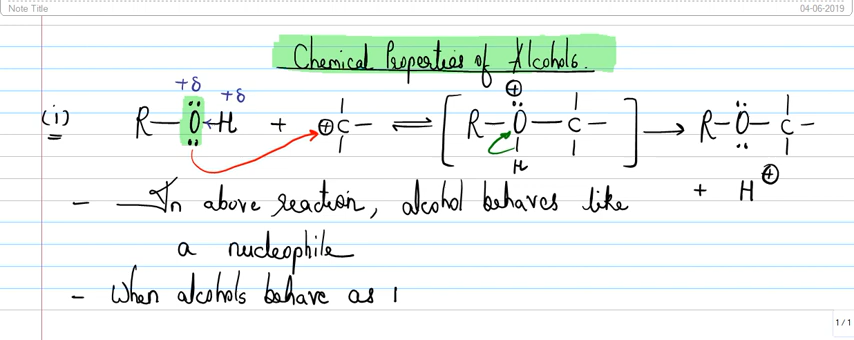 Note Title
04-06-2019
Chemical Properties of Alcohols.
+δ
+δ
(i) R—Ö—H + ⊕C— ⇌ [R—Ö—C—] → R—Ö—C—
⊕
H
+ H⊕
- In above reaction, alcohol behaves like
a nucleophile
- When alcohols behave as
1/1